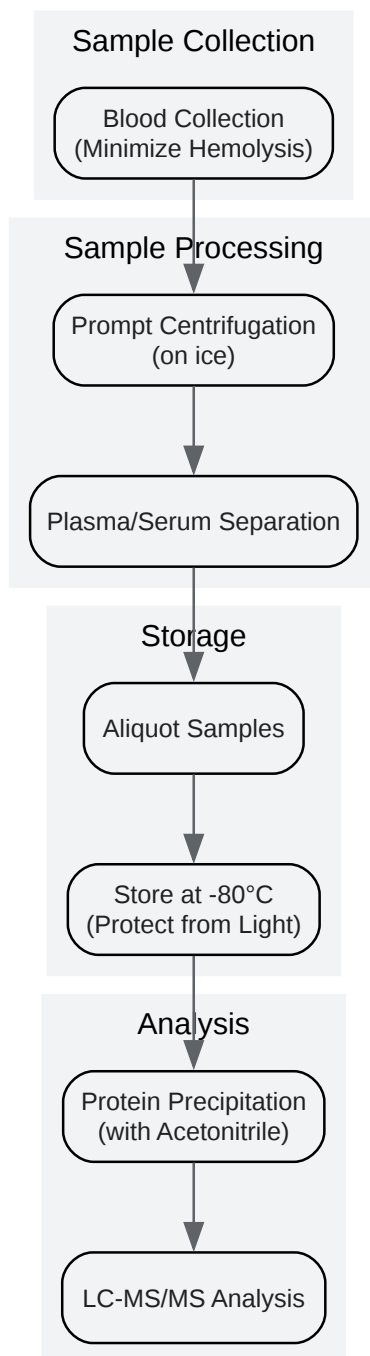 Sample Collection
Blood Collection
(Minimize Hemolysis)
Sample Processing
Prompt Centrifugation
(on ice)
Plasma/Serum Separation
Storage
Aliquot Samples
Store at -80°C
(Protect from Light)
Analysis
Protein Precipitation
(with Acetonitrile)
LC-MS/MS Analysis